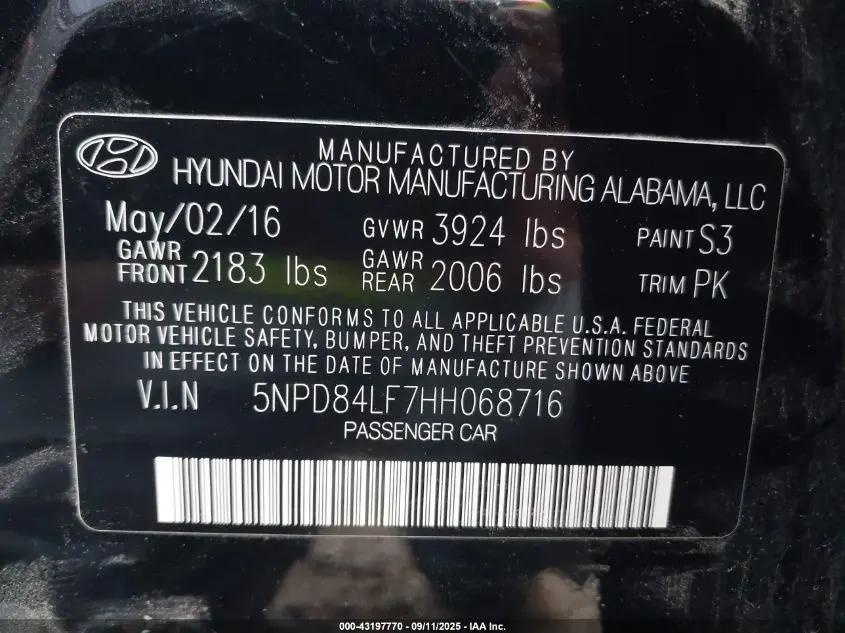 MANUFACTURED BY
HYUNDAI MOTOR MANUFACTURING ALABAMA, LLC
May/02/16 GVWR 3924 lbs PAINT S3
GAWR FRONT 2183 lbs GAWR REAR 2006 lbs TRIM PK
THIS VEHICLE CONFORMS TO ALL APPLICABLE U.S.A. FEDERAL
MOTOR VEHICLE SAFETY, BUMPER, AND THEFT PREVENTION STANDARDS
IN EFFECT ON THE DATE OF MANUFACTURE SHOWN ABOVE
V.I.N 5NPD84LF7HH068716
PASSENGER CAR
000-43197770 - 09/11/2025 - IAA Inc.